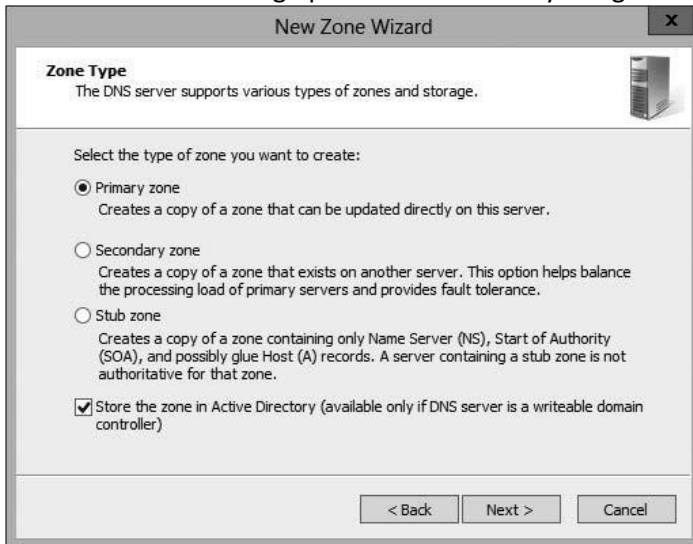 New Zone Wizard
x
Zone Type
The DNS server supports various types of zones and storage.
Select the type of zone you want to create:
Primary zone
Creates a copy of a zone that can be updated directly on this server.
Secondary zone
Creates a copy of a zone that exists on another server. This option helps balance
the processing load of primary servers and provides fault tolerance.
Stub zone
Creates a copy of a zone containing only Name Server (NS), Start of Authority
(SOA), and possibly glue Host (A) records. A server containing a stub zone is not
authoritative for that zone.
Store the zone in Active Directory (available only if DNS server is a writeable domain
controller)
< Back Next > Cancel